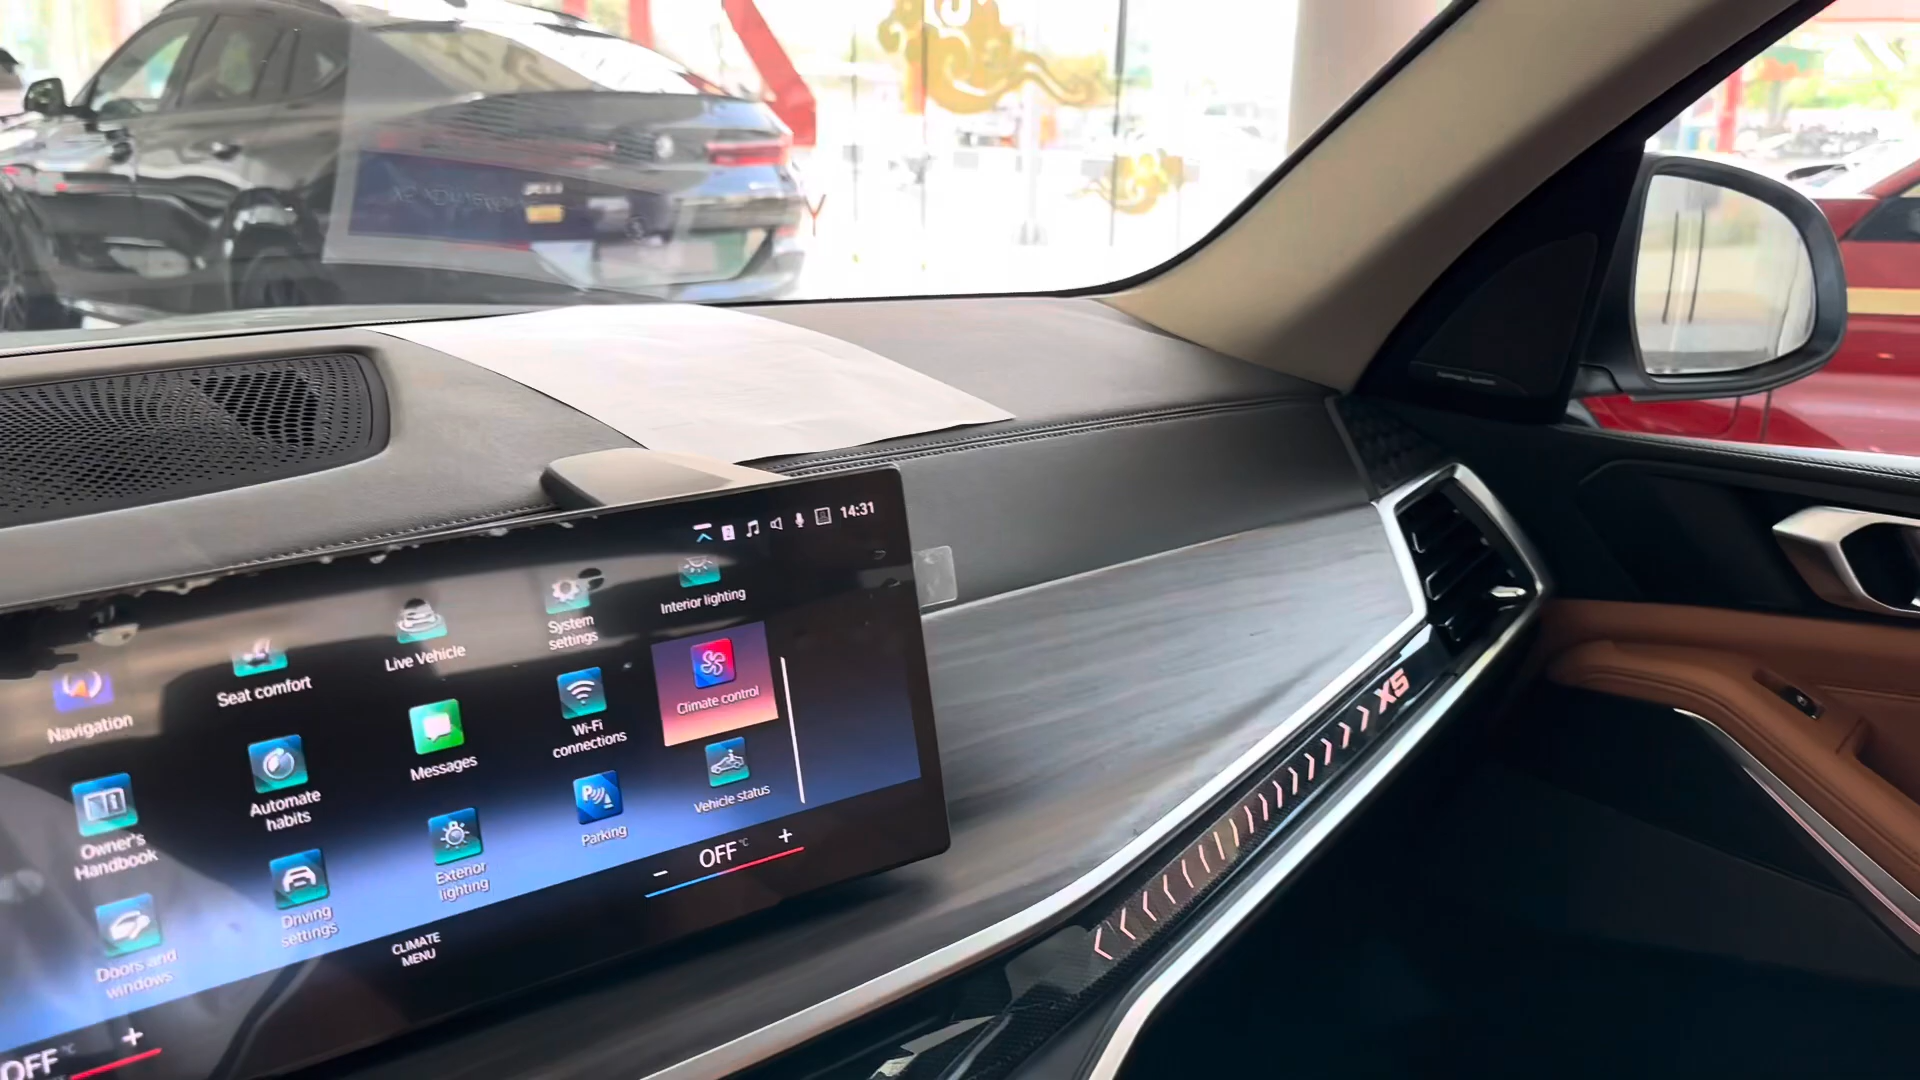 14:31
Interior lighting
System
settings
Live Vehicle
Seat comfort
Navigation
Climate control
Wi-Fi
connections
Messages
Automate
habits
Owner's
Handbook
Vehicle status
Parking
Exterior
lighting
Driving
settings
Doors and
windows
- OFF °C +
CLIMATE
MENU
OFF °C +
X5